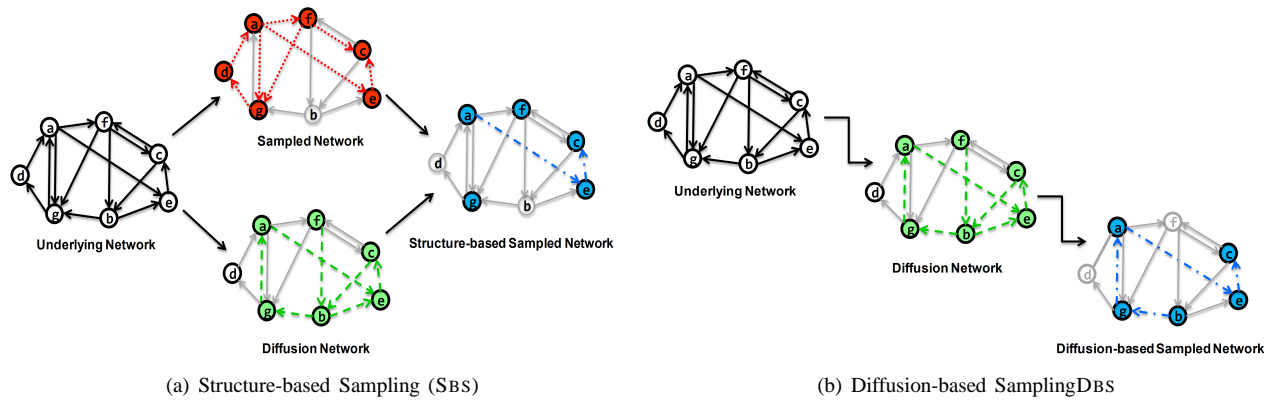 a f c d g b e
Sampled Network
a f c d g b e
Underlying Network
a f c d g b e
Structure-based Sampled Network
a f c d g b e
Diffusion Network
(a) Structure-based Sampling (SBS)
a f c d g b e
Underlying Network
a f c d g b e
Diffusion Network
a f c d g b e
Diffusion-based Sampled Network
(b) Diffusion-based SamplingDBS